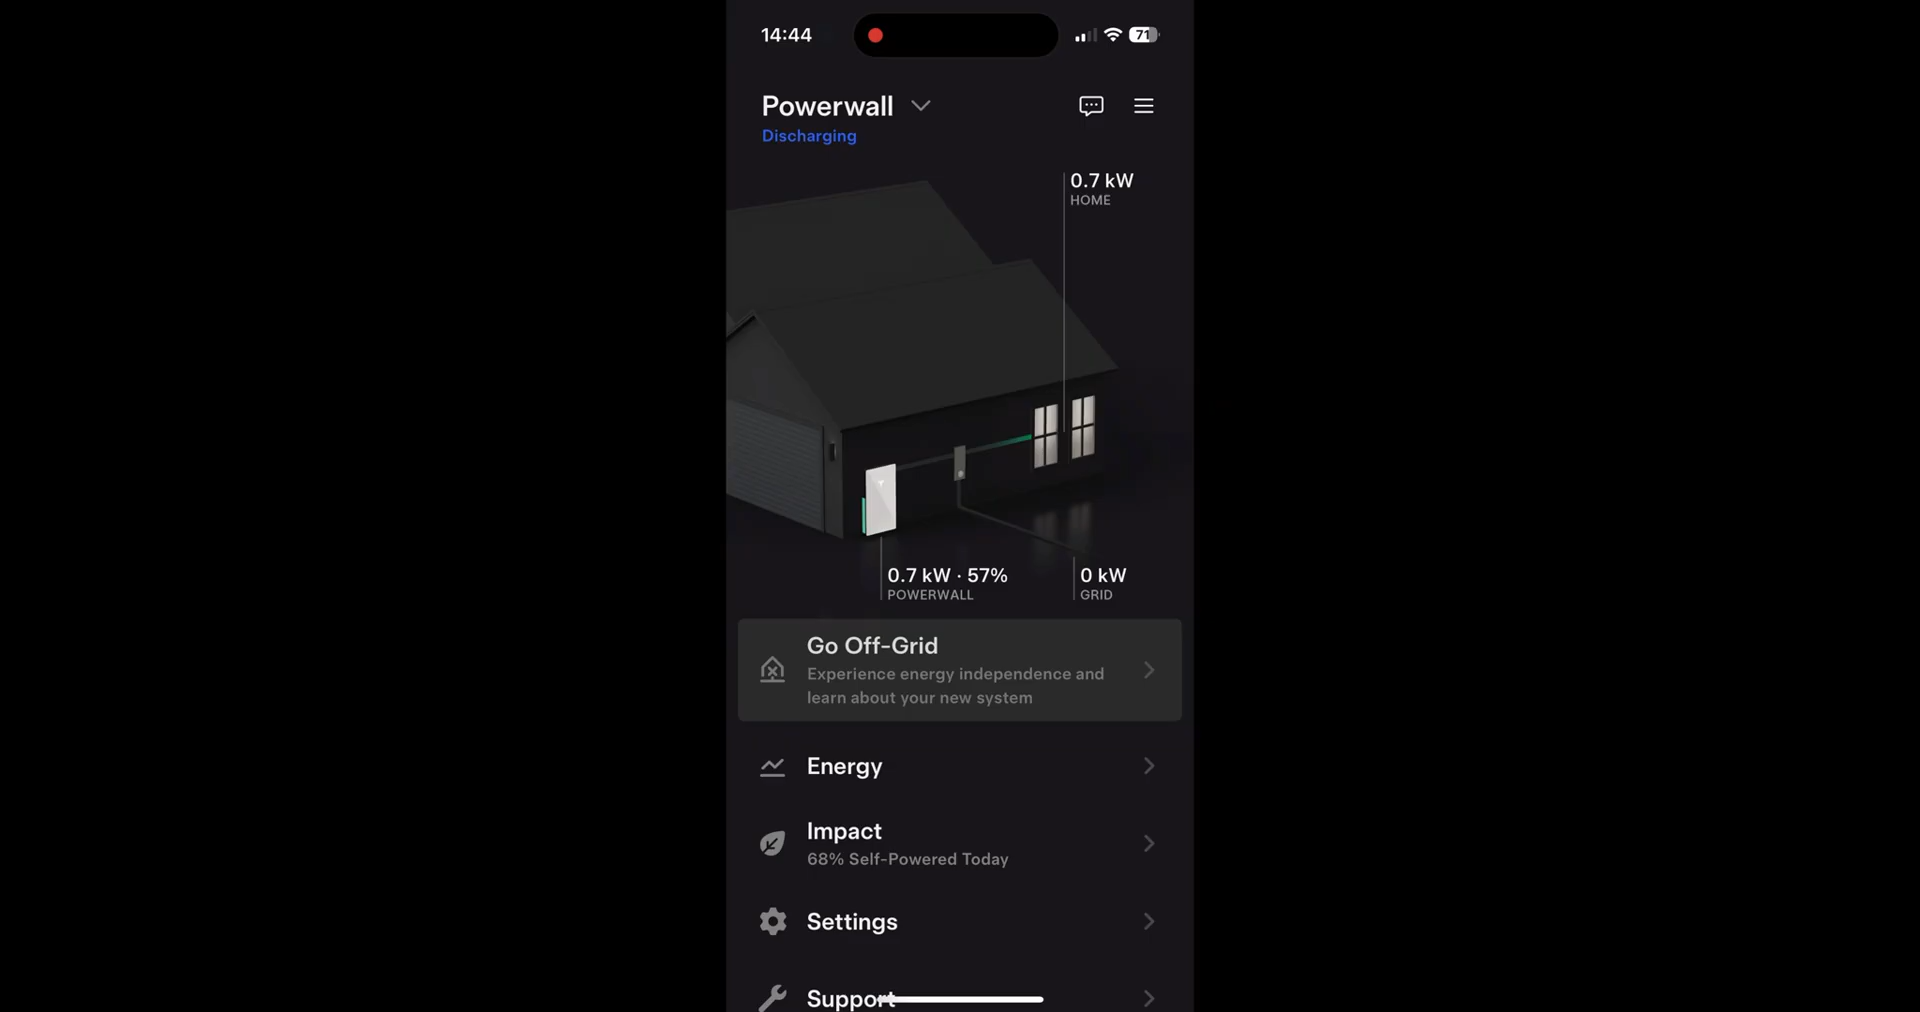 14:44
71
Powerwall
Discharging
0.7 kW
HOME
0.7 kW · 57%
POWERWALL
0 kW
GRID
Go Off-Grid
Experience energy independence and
learn about your new system
Energy
Impact
68% Self-Powered Today
Settings
Support